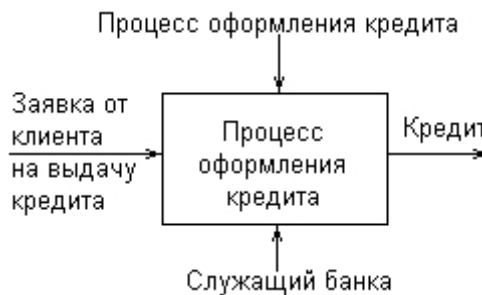 Процесс оформления кредита
Заявка от
клиента
на выдачу
кредита
Процесс
оформления
кредита
Кредит
Служащий банка